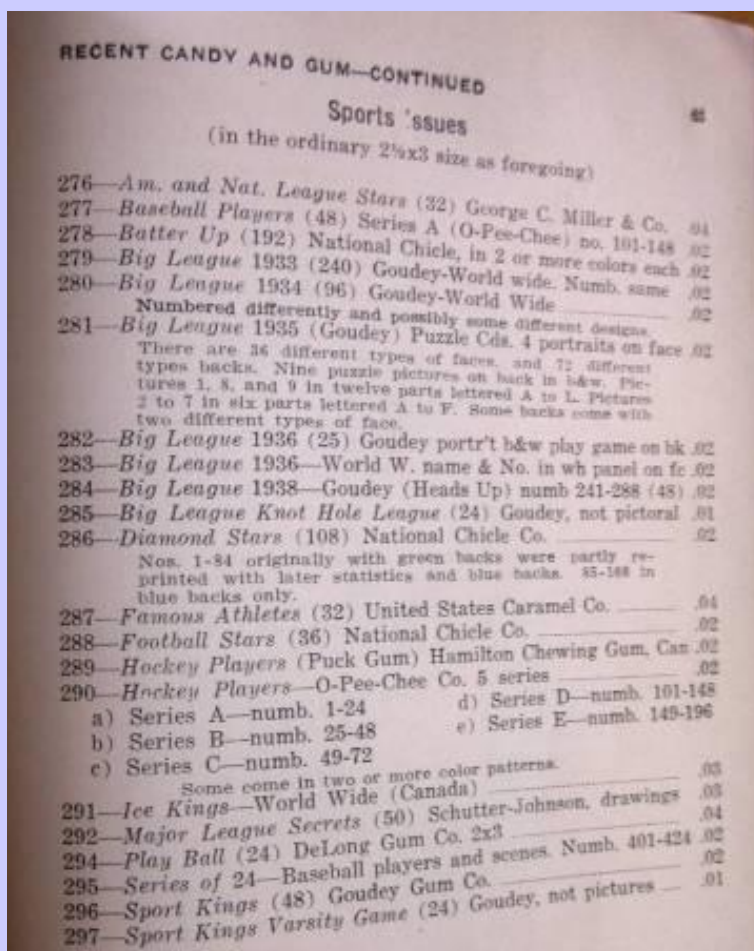 RECENT CANDY AND GUM—CONTINUED
Sports 'ssues
(in the ordinary 2½x3 size as foregoing)
276—Am. and Nat. League Stars (32) George C. Miller & Co. .04
277—Baseball Players (48) Series A (O-Pee-Chee) no. 101-148 .02
278—Batter Up (192) National Chicle, in 2 or more colors each .02
279—Big League 1933 (240) Goudey-World wide. Numb. same .02
280—Big League 1934 (96) Goudey-World Wide .02
Numbered differently and possibly some different designs.
281—Big League 1935 (Goudey) Puzzle Cds. 4 portraits on face .02
There are 36 different types of faces, and 72 different
types backs. Nine puzzle pictures on back in b&w. Pic-
tures 1, 8, and 9 in twelve parts lettered A to L. Pictures
2 to 7 in six parts lettered A to F. Some backs come with
two different types of face.
282—Big League 1936 (25) Goudey portr't b&w play game on bk .02
283—Big League 1936—World W. name & No. in wh panel on fc .02
284—Big League 1938—Goudey (Heads Up) numb 241-288 (48) .02
285—Big League Knot Hole League (24) Goudey, not pictoral .01
286—Diamond Stars (108) National Chicle Co. .02
Nos. 1-84 originally with green backs were partly re-
printed with later statistics and blue backs. in
blue backs only.
287—Famous Athletes (32) United States Caramel Co. .04
288—Football Stars (36) National Chicle Co. .02
289—Hockey Players (Puck Gum) Hamilton Chewing Gum, Can .02
290—Hockey Players—O-Pee-Chee Co. 5 series .02
a) Series A—numb. 1-24
b) Series B—numb. 25-48
c) Series C—numb. 49-72
d) Series D—numb. 101-148
e) Series E—numb. 149-196
Some come in two or more color patterns.
291—Ice Kings—World Wide (Canada) .03
292—Major League Secrets (50) Schutter-Johnson, drawings .03
294—Play Ball (24) DeLong Gum Co. 2x3 .04
295—Series of 24—Baseball players and scenes. Numb. 401-424 .02
296—Sport Kings (48) Goudey Gum Co. .02
297—Sport Kings Varsity Game (24) Goudey, not pictures .01